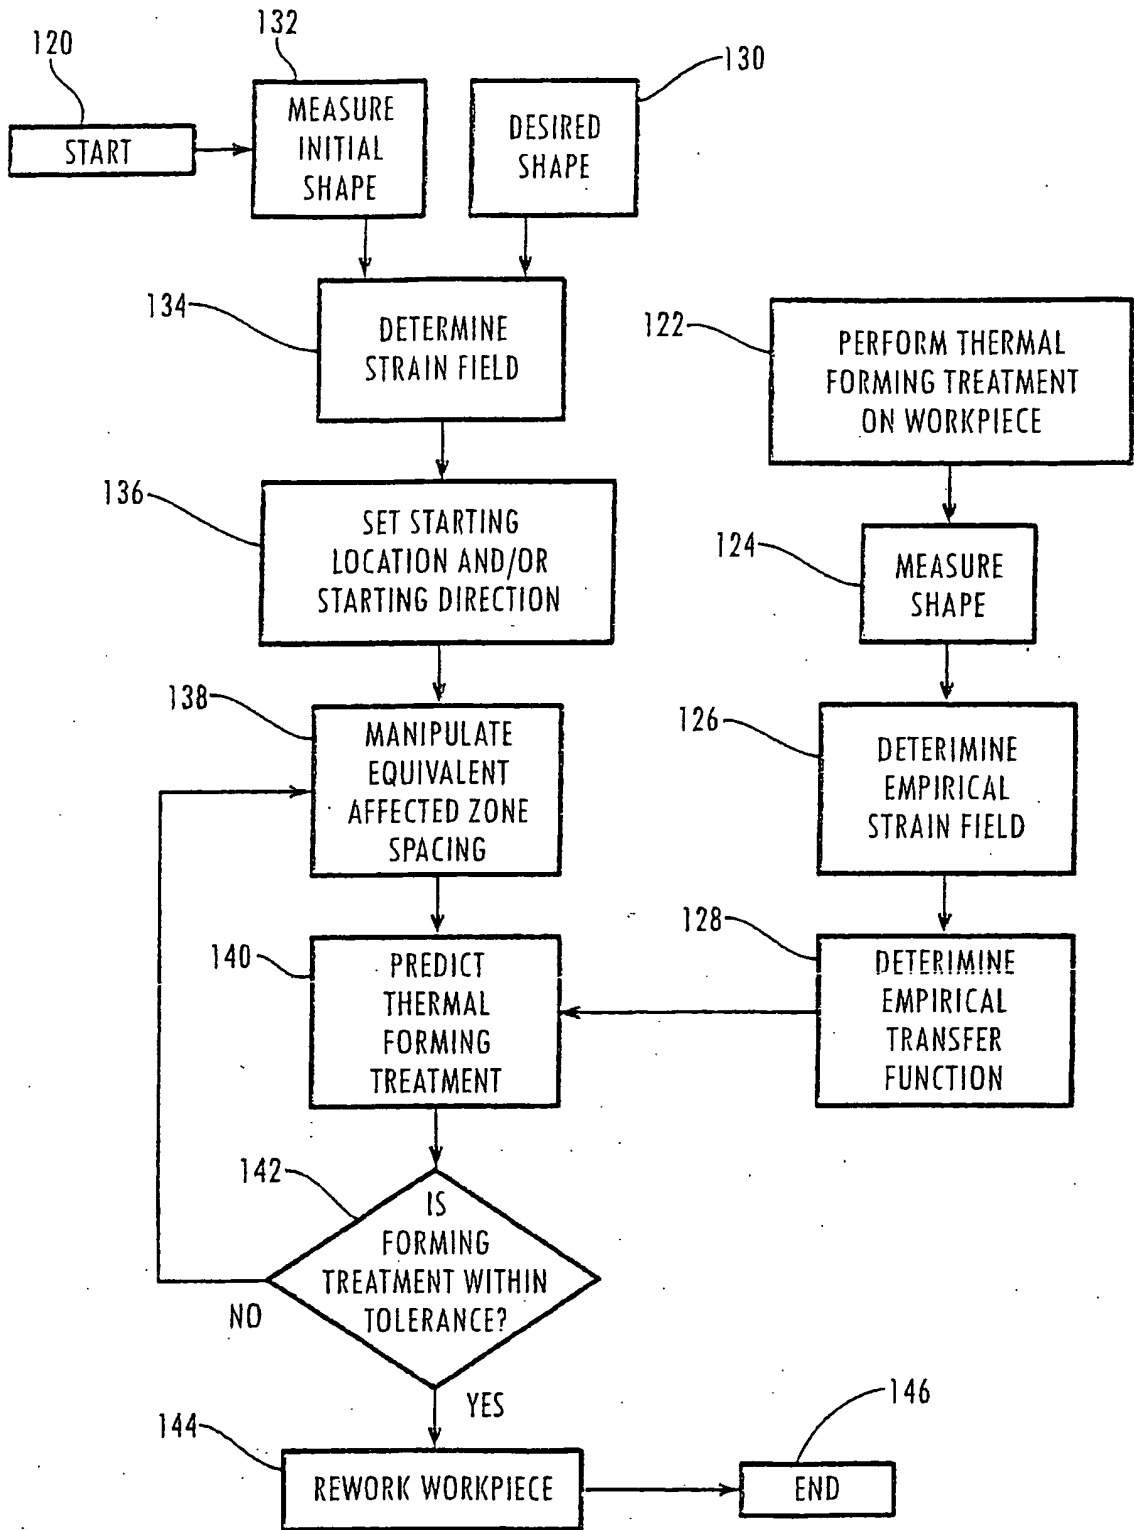 132
120
130
START
MEASURE
INITIAL
SHAPE
DESIRED
SHAPE
134
DETERMINE
STRAIN FIELD
122
PERFORM THERMAL
FORMING TREATMENT
ON WORKPIECE
136
SET STARTING
LOCATION AND/OR
STARTING DIRECTION
124
MEASURE
SHAPE
138
MANIPULATE
EQUIVALENT
AFFECTED ZONE
SPACING
126
DETERIMINE
EMPIRICAL
STRAIN FIELD
140
PREDICT
THERMAL
FORMING
TREATMENT
128
DETERIMINE
EMPIRICAL
TRANSFER
FUNCTION
142
IS
FORMING
TREATMENT WITHIN
TOLERANCE?
NO
YES
144
REWORK WORKPIECE
146
END